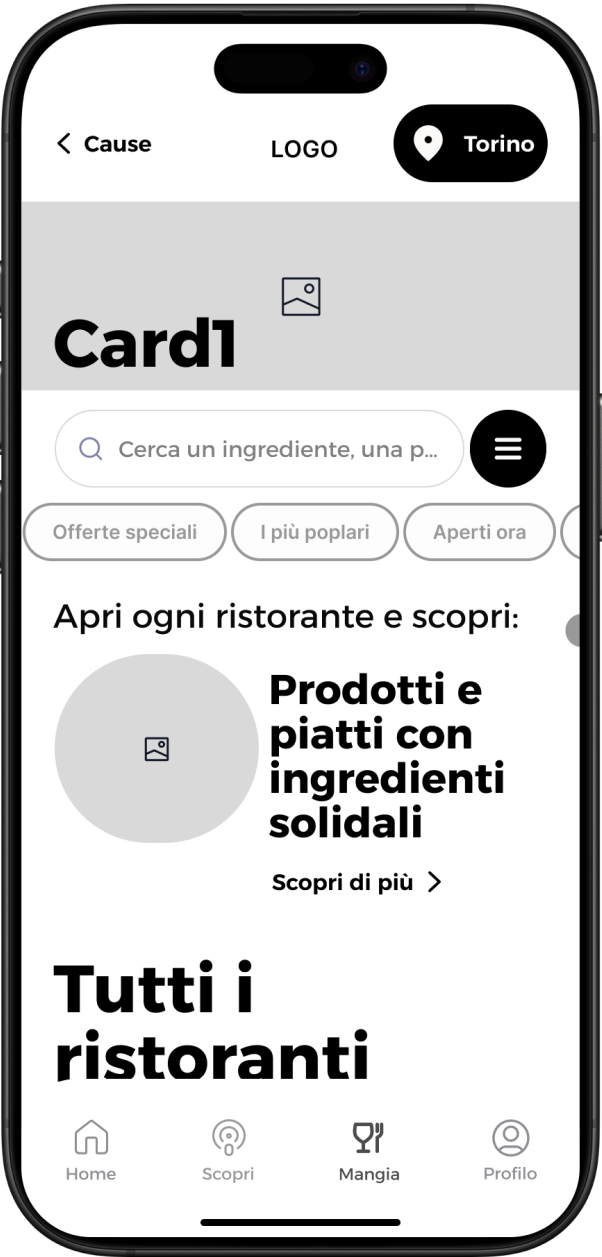 Cause
LOGO
Torino
Card1
Cerca un ingrediente, una p...
Offerte speciali
I più poplari
Aperti ora
Apri ogni ristorante e scopri:
Prodotti e
piatti con
ingredienti
solidali
Scopri di più
Tutti i
ristoranti
Home
Scopri
Mangia
Profilo